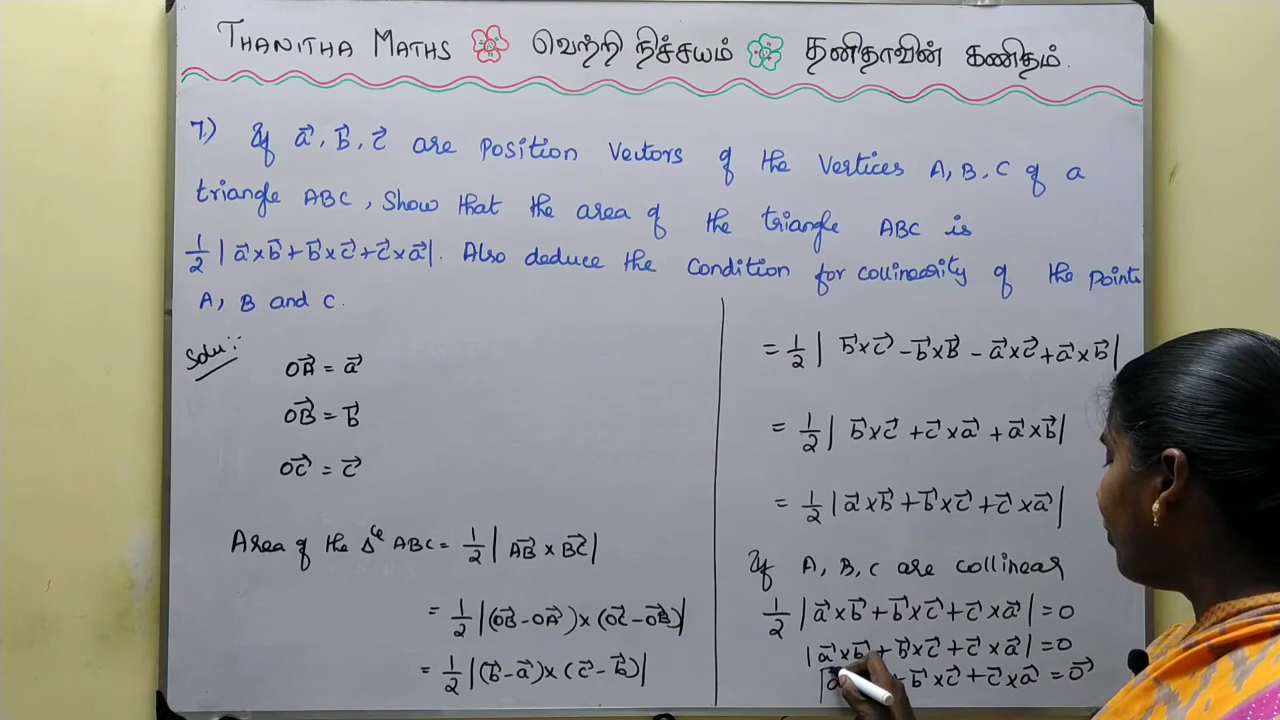 THANITHA MATHS வெற்றி நிச்சயம் தனிதாவின் கணிதம்.
7.) If a⃗, b⃗, c⃗ are position vectors of the vertices A, B, C of a
triangle ABC, show that the area of the triangle ABC is
1/2 | a⃗×b⃗+b⃗×c⃗+c⃗×a⃗|. Also deduce the condition for collinearity of the points
A, B and C.
Solu:-
OA⃗ = a⃗
OB⃗ = b⃗
OC⃗ = c⃗
Area of the Δle ABC = 1/2 | AB⃗ × BC⃗ |
= 1/2 |(OB⃗-OA⃗)×(OC⃗-OB⃗)|
= 1/2 |(b⃗-a⃗)×(c⃗-b⃗)|
= 1/2 | b⃗×c⃗ - b⃗×b⃗ - a⃗×c⃗ + a⃗×b⃗ |
= 1/2 | b⃗×c⃗ + c⃗×a⃗ + a⃗×b⃗ |
= 1/2 | a⃗×b⃗ + b⃗×c⃗ + c⃗×a⃗ |
If A, B, C are collinear
1/2 | a⃗×b⃗ + b⃗×c⃗ + c⃗×a⃗ | = 0
| a⃗×b⃗ + b⃗×c⃗ + c⃗×a⃗ | = 0
+ b⃗×c⃗ + c⃗×a⃗ = 0⃗